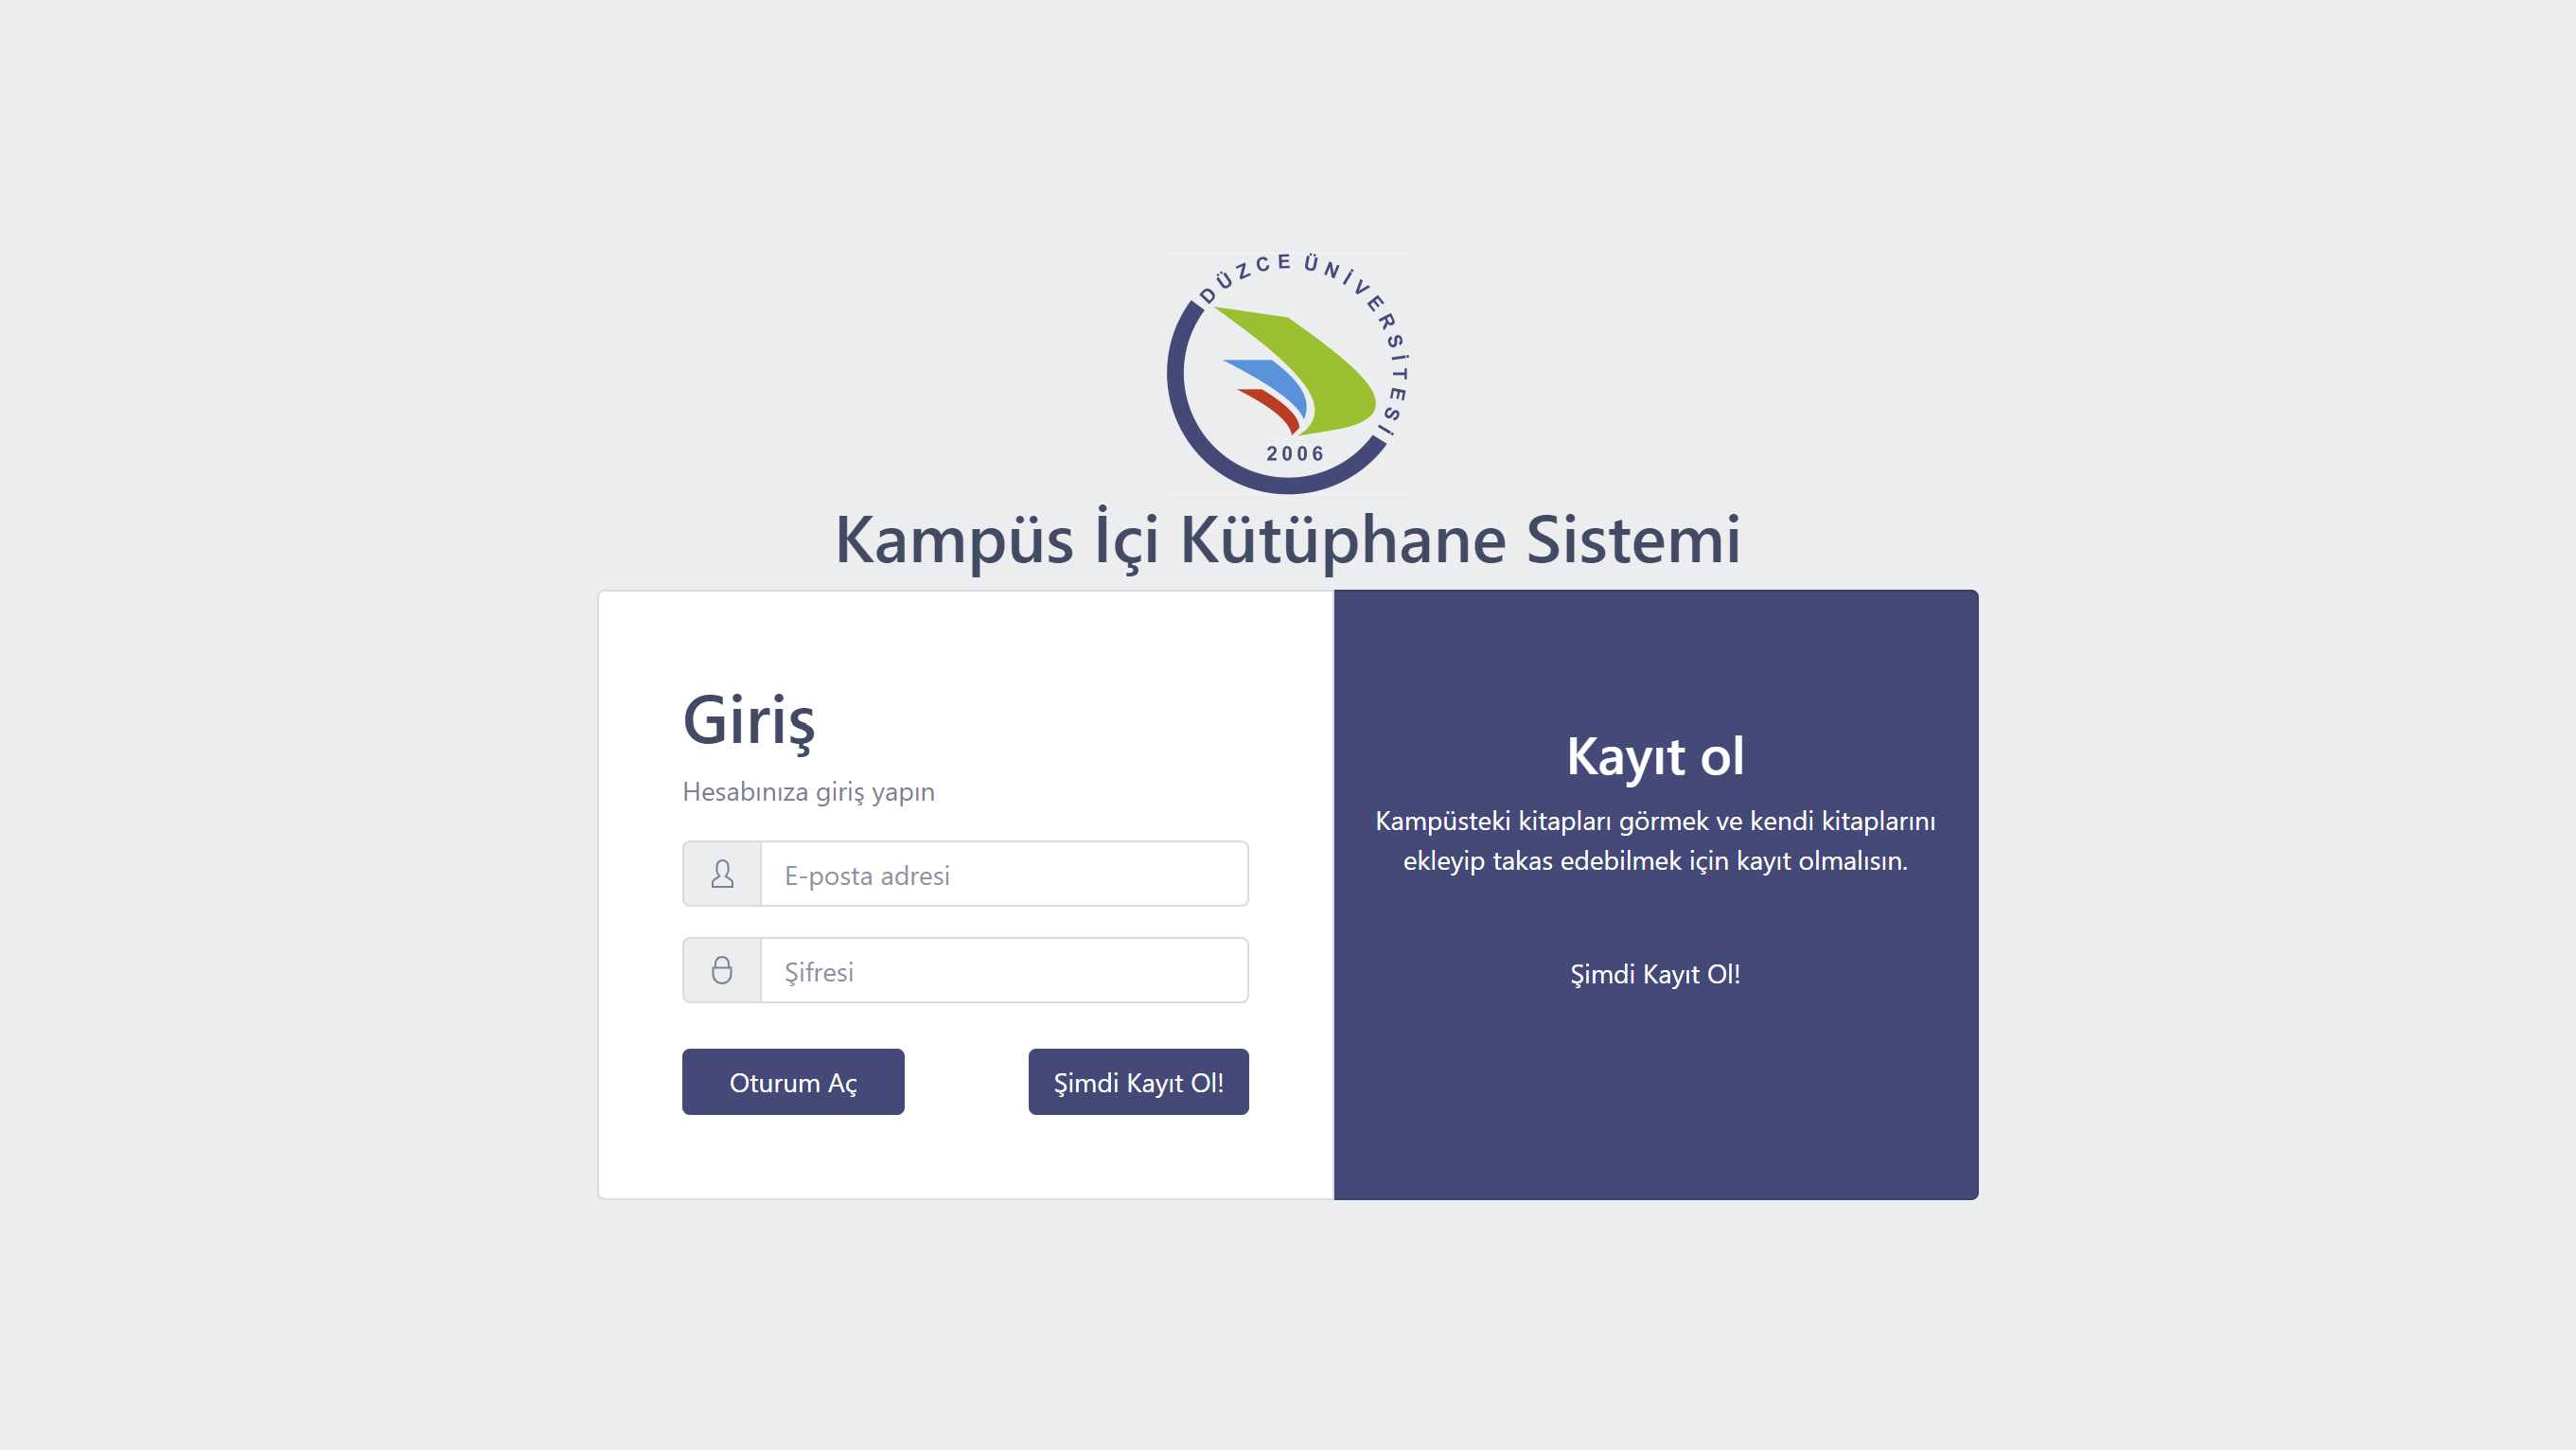 DÜZCE ÜNİVERSİTESİ
2006
Kampüs İçi Kütüphane Sistemi
Giriş
Hesabınıza giriş yapın
E-posta adresi
Şifresi
Oturum Aç
Şimdi Kayıt Ol!
Kayıt ol
Kampüsteki kitapları görmek ve kendi kitaplarını
ekleyip takas edebilmek için kayıt olmalısın.
Şimdi Kayıt Ol!